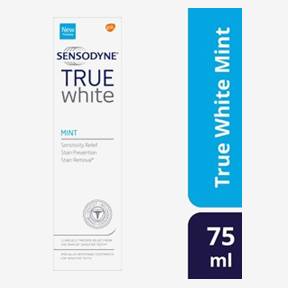 New
SENSODYNE
TRUE
white
MINT
Sensitivity Relief
Stain Prevention
Stain Removal*
True White Mint
75
ml